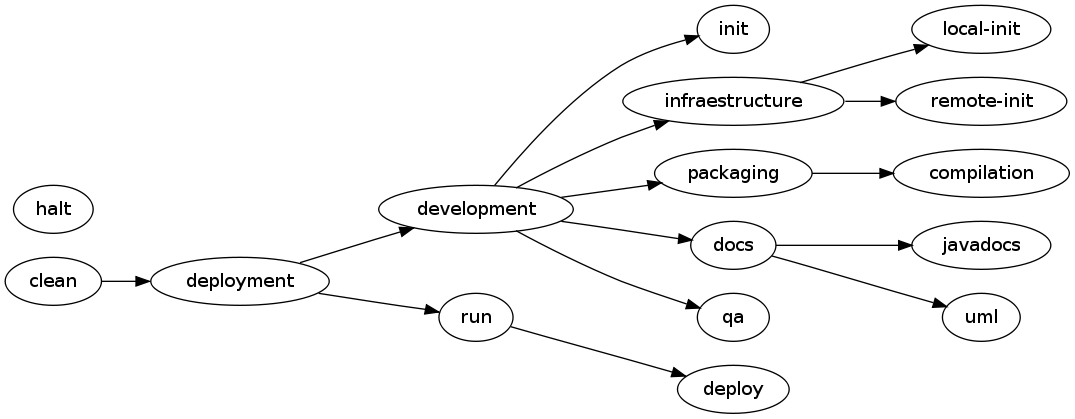 init
local-init
infraestructure
remote-init
packaging
compilation
halt
development
docs
javadocs
clean
deployment
run
qa
uml
deploy